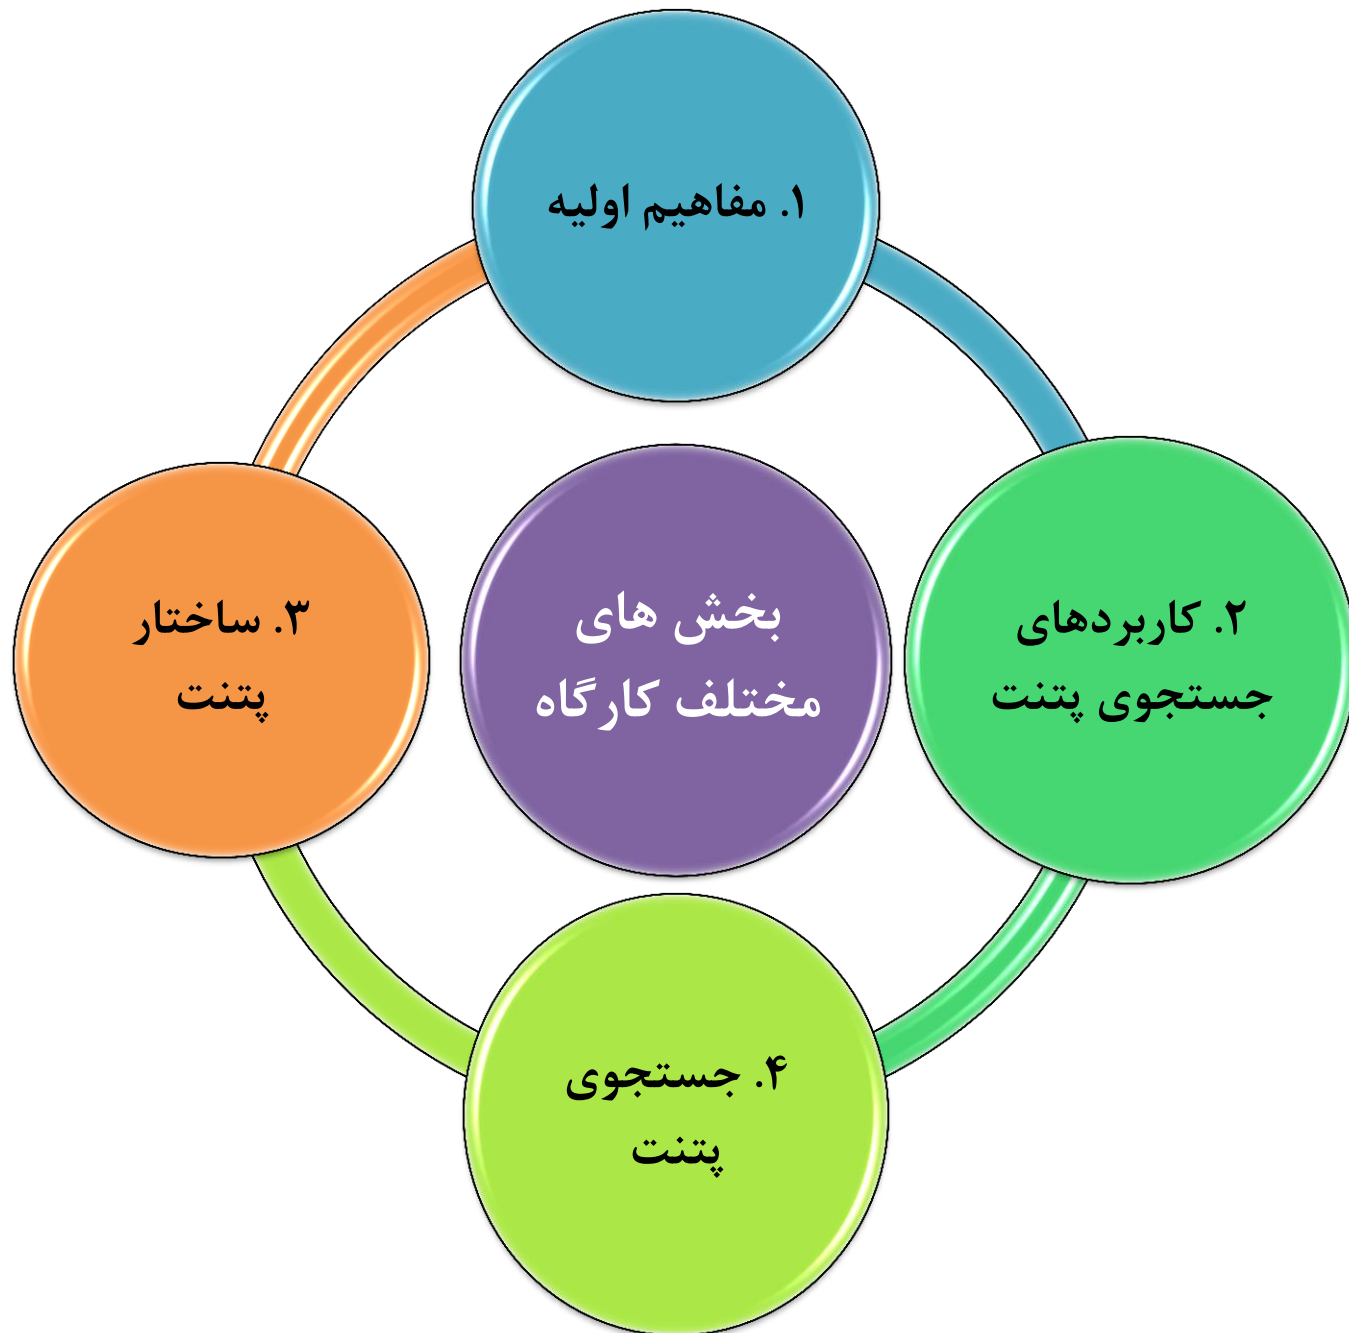 ۱. مفاهیم اولیه
بخش های
مختلف کارگاه
۲. کاربردهای
جستجوی پتنت
۳. ساختار
پتنت
۴. جستجوی
پتنت